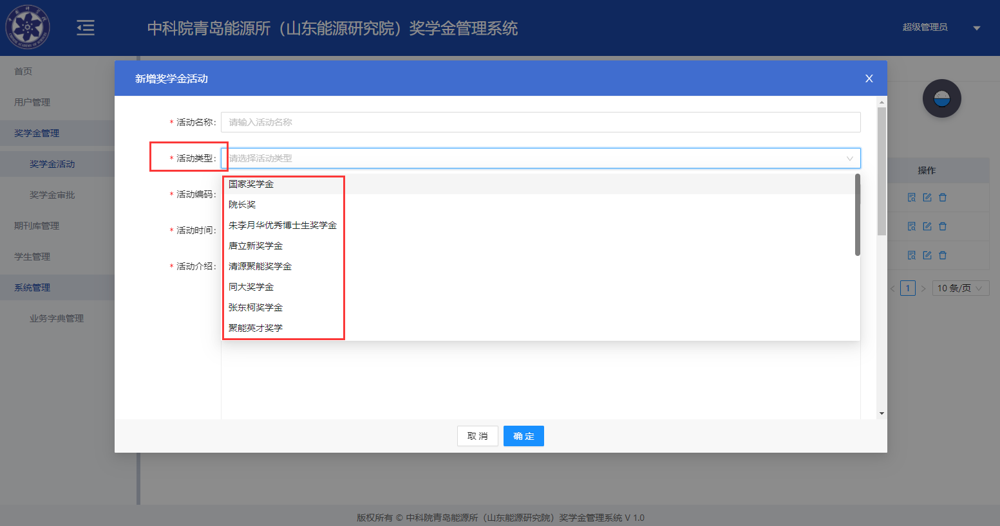 中科院青岛能源所（山东能源研究院）奖学金管理系统
超级管理员
首页
用户管理
奖学金管理
奖学金活动
奖学金审批
期刊库管理
学生管理
系统管理
业务字典管理
新增奖学金活动
X
* 活动名称:
请输入活动名称
* 活动类型:
请选择活动类型
* 活动编码:
* 活动时间:
* 活动介绍:
国家奖学金
院长奖
朱李月华优秀博士生奖学金
唐立新奖学金
清源聚能奖学金
同大奖学金
张东柯奖学金
聚能英才奖学
操作
< 1 > 10 条/页
取 消
确 定
版权所有 © 中科院青岛能源所（山东能源研究院）奖学金管理系统 V 1.0